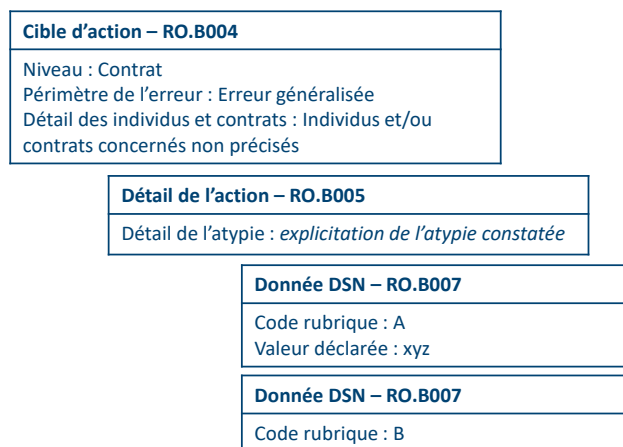 Cible d’action – RO.B004
Niveau : Contrat
Périmètre de l’erreur : Erreur généralisée
Détail des individus et contrats : Individus et/ou
contrats concernés non précisés
Détail de l’action – RO.B005
Détail de l’atypie : explicitation de l’atypie constatée
Donnée DSN – RO.B007
Code rubrique : A
Valeur déclarée : xyz
Donnée DSN – RO.B007
Code rubrique : B